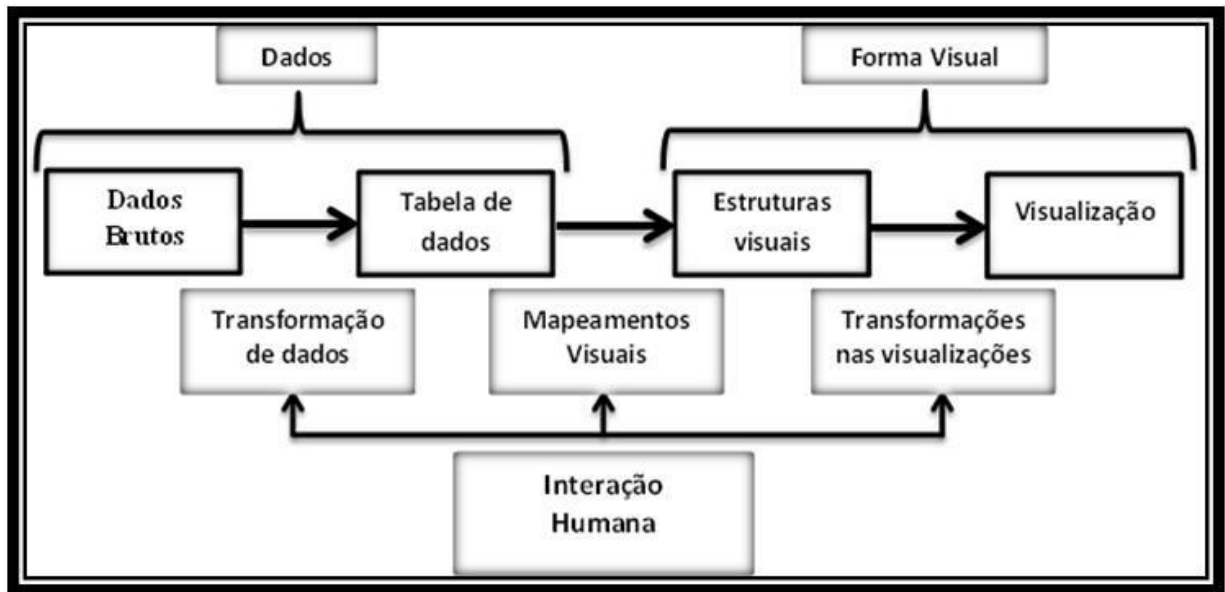 Dados
Forma Visual
Dados
Brutos
Tabela de
dados
Estruturas
visuais
Visualização
Transformação
de dados
Mapeamentos
Visuais
Transformações
nas visualizações
Interação
Humana